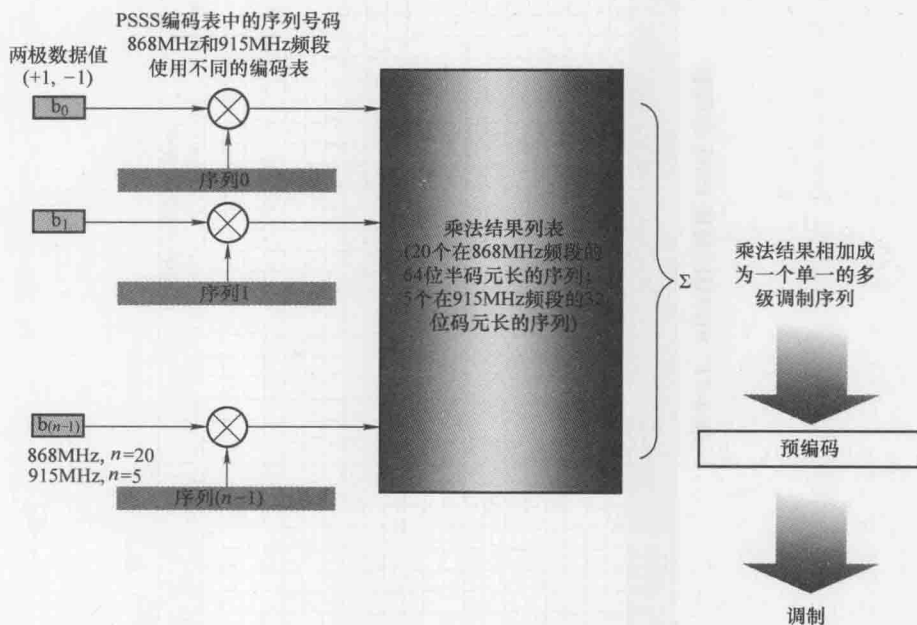 PSSS编码表中的序列号码
868MHz和915MHz频段
使用不同的编码表
两极数据值
(+1, −1)
b0
序列0
b1
序列1
b(n−1)
868MHz, n=20
915MHz, n=5
序列(n−1)
乘法结果列表
(20个在868MHz频段的
64位半码元长的序列;
5个在915MHz频段的32
位码元长的序列)
Σ
乘法结果相加成
为一个单一的多
级调制序列
预编码
调制